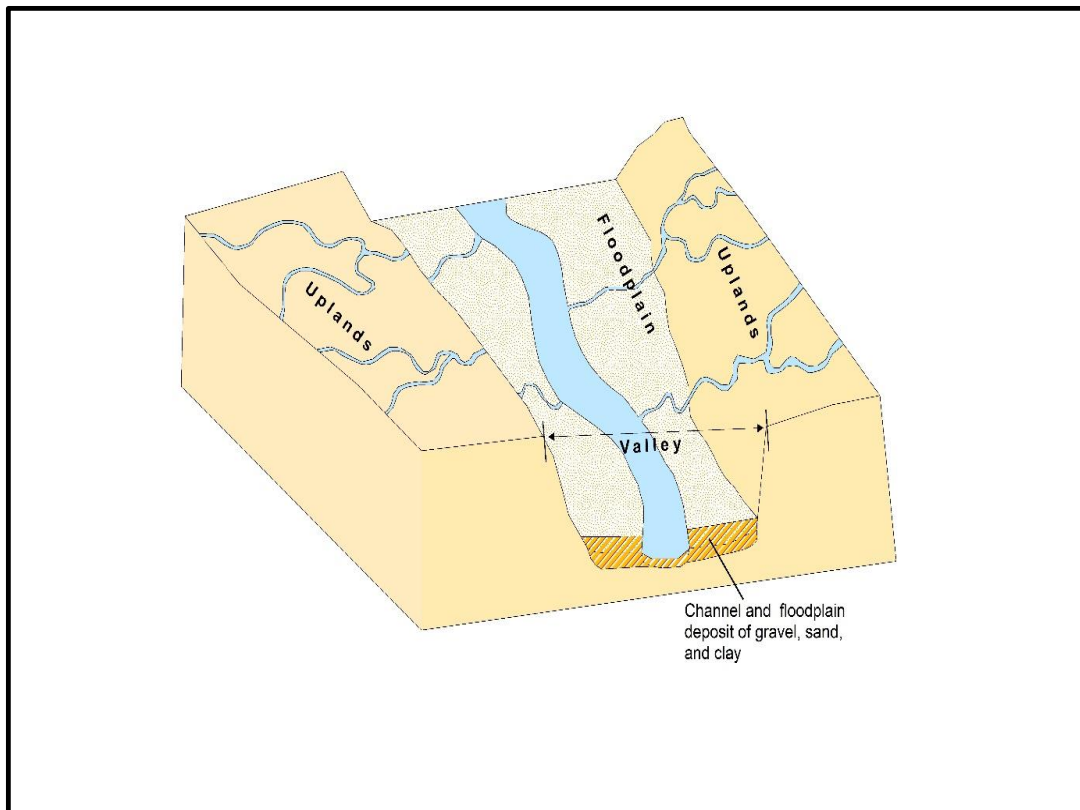 Floodplain
Uplands
Uplands
Valley
Channel and floodplain
deposit of gravel, sand,
and clay